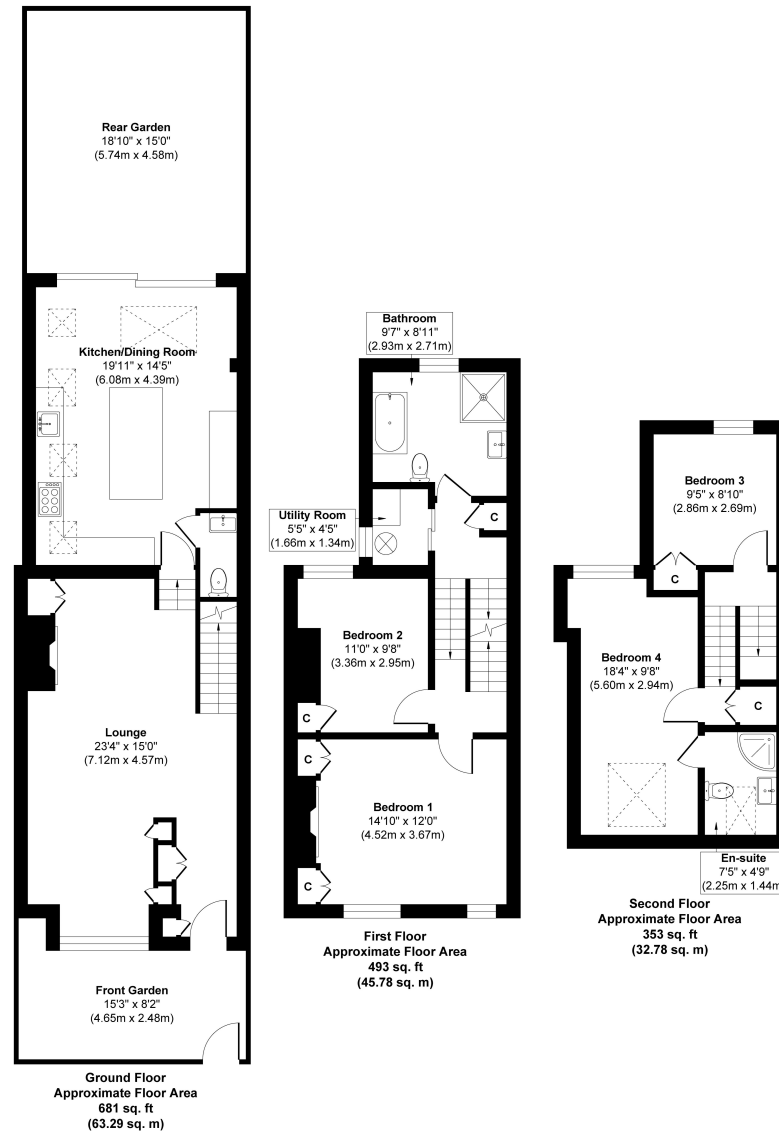 Rear Garden
18'10" x 15'0"
(5.74m x 4.58m)
Kitchen/Dining Room
19'11" x 14'5"
(6.08m x 4.39m)
Lounge
23'4" x 15'0"
(7.12m x 4.57m)
Front Garden
15'3" x 8'2"
(4.65m x 2.48m)
Ground Floor
Approximate Floor Area
681 sq. ft
(63.29 sq. m)
Bathroom
9'7" x 8'11"
(2.93m x 2.71m)
Utility Room
5'5" x 4'5"
(1.66m x 1.34m)
C
Bedroom 2
11'0" x 9'8"
(3.36m x 2.95m)
C
C
Bedroom 1
14'10" x 12'0"
(4.52m x 3.67m)
C
First Floor
Approximate Floor Area
493 sq. ft
(45.78 sq. m)
Bedroom 3
9'5" x 8'10"
(2.86m x 2.69m)
C
Bedroom 4
18'4" x 9'8"
(5.60m x 2.94m)
C
En-suite
7'5" x 4'9"
(2.25m x 1.44m
Second Floor
Approximate Floor Area
353 sq. ft
(32.78 sq. m)